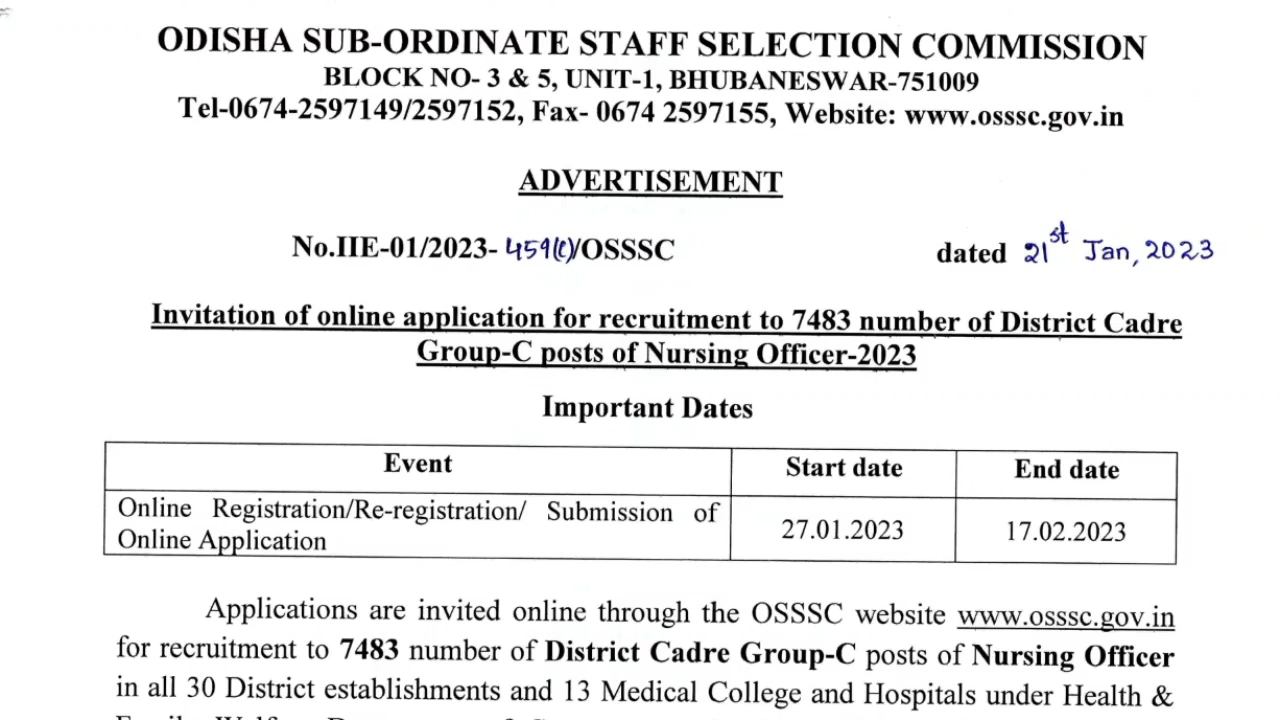 ODISHA SUB-ORDINATE STAFF SELECTION COMMISSION
BLOCK NO- 3 & 5, UNIT-1, BHUBANESWAR-751009
Tel-0674-2597149/2597152, Fax- 0674 2597155, Website: www.osssc.gov.in
ADVERTISEMENT
No.IIE-01/2023- 459(C)/OSSSC dated 21st Jan, 2023
Invitation of online application for recruitment to 7483 number of District Cadre
Group-C posts of Nursing Officer-2023
Important Dates
Event Start date End date
Online Registration/Re-registration/ Submission of
Online Application 27.01.2023 17.02.2023
Applications are invited online through the OSSSC website www.osssc.gov.in
for recruitment to 7483 number of District Cadre Group-C posts of Nursing Officer
in all 30 District establishments and 13 Medical College and Hospitals under Health &